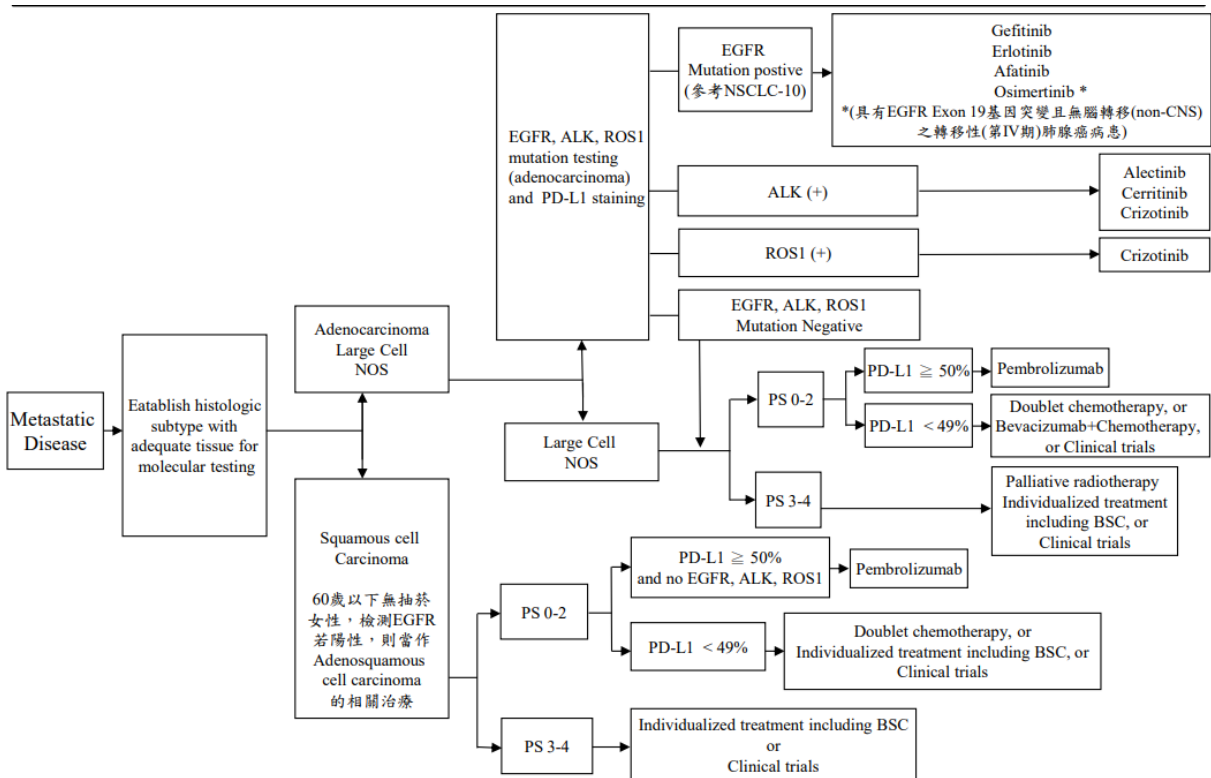 Metastatic
Disease
Eatablish histologic
subtype with
adequate tissue for
molecular testing
Adenocarcinoma
Large Cell
NOS
Squamous cell
Carcinoma
60歲以下無抽菸
女性，檢測EGFR
若陽性，則當作
Adenosquamous
cell carcinoma
的相關治療
EGFR, ALK, ROS1
mutation testing
(adenocarcinoma)
and PD-L1 staining
EGFR
Mutation postive
(參考NSCLC-10)
Gefitinib
Erlotinib
Afatinib
Osimertinib *
*(具有EGFR Exon 19基因突變且無腦轉移(non-CNS)
之轉移性(第IV期)肺腺癌病患)
ALK (+)
Alectinib
Cerritinib
Crizotinib
ROS1 (+)
Crizotinib
EGFR, ALK, ROS1
Mutation Negative
Large Cell
NOS
PS 0-2
PD-L1 ≧ 50%
Pembrolizumab
PD-L1 < 49%
Doublet chemotherapy, or
Bevacizumab+Chemotherapy,
or Clinical trials
PS 3-4
Palliative radiotherapy
Individualized treatment
including BSC, or
Clinical trials
PS 0-2
PD-L1 ≧ 50%
and no EGFR, ALK, ROS1
Pembrolizumab
PD-L1 < 49%
Doublet chemotherapy, or
Individualized treatment including BSC, or
Clinical trials
PS 3-4
Individualized treatment including BSC
or
Clinical trials